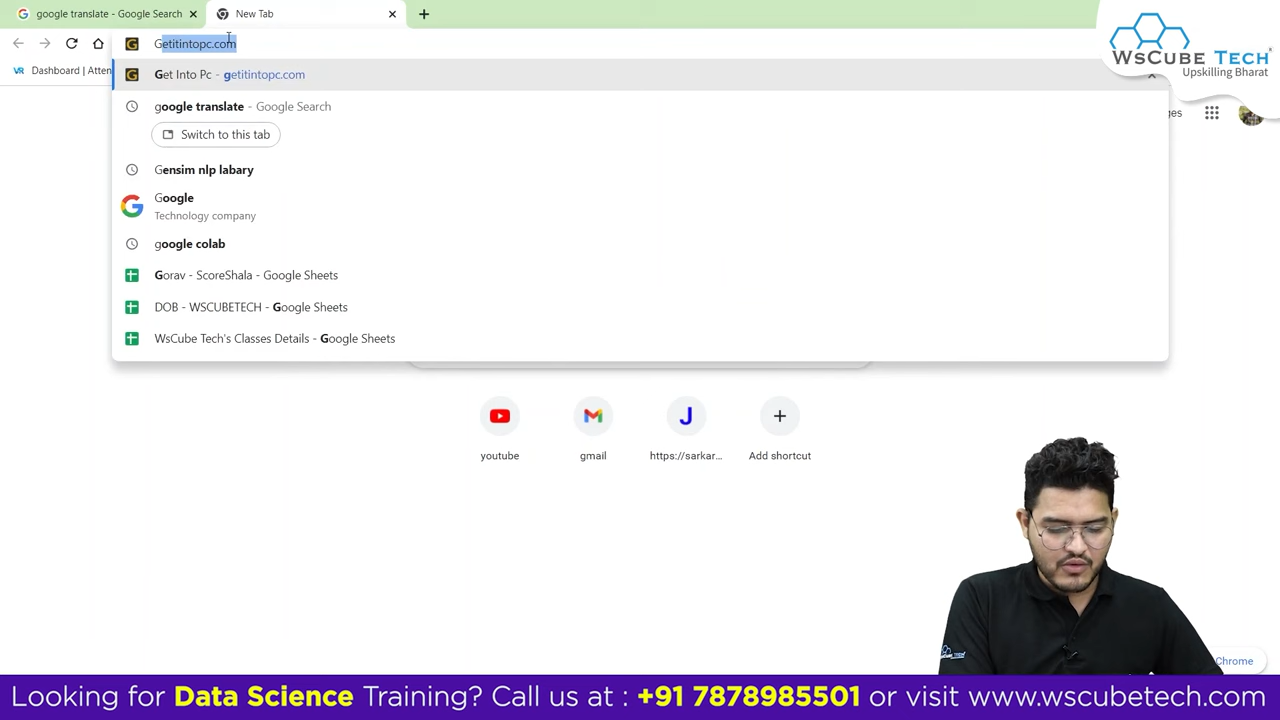 google translate - Google Search
New Tab
Getitintopc.com
Dashboard | Atten
Get Into Pc - getitintopc.com
google translate - Google Search
Switch to this tab
Gensim nlp labary
Google
Technology company
google colab
Gorav - ScoreShala - Google Sheets
DOB - WSCUBETECH - Google Sheets
WsCube Tech's Classes Details - Google Sheets
ges
youtube
gmail
https://sarkar...
Add shortcut
WsCube Tech®
Upskilling Bharat
Chrome
Looking for Data Science Training? Call us at : +91 7878985501 or visit www.wscubetech.com